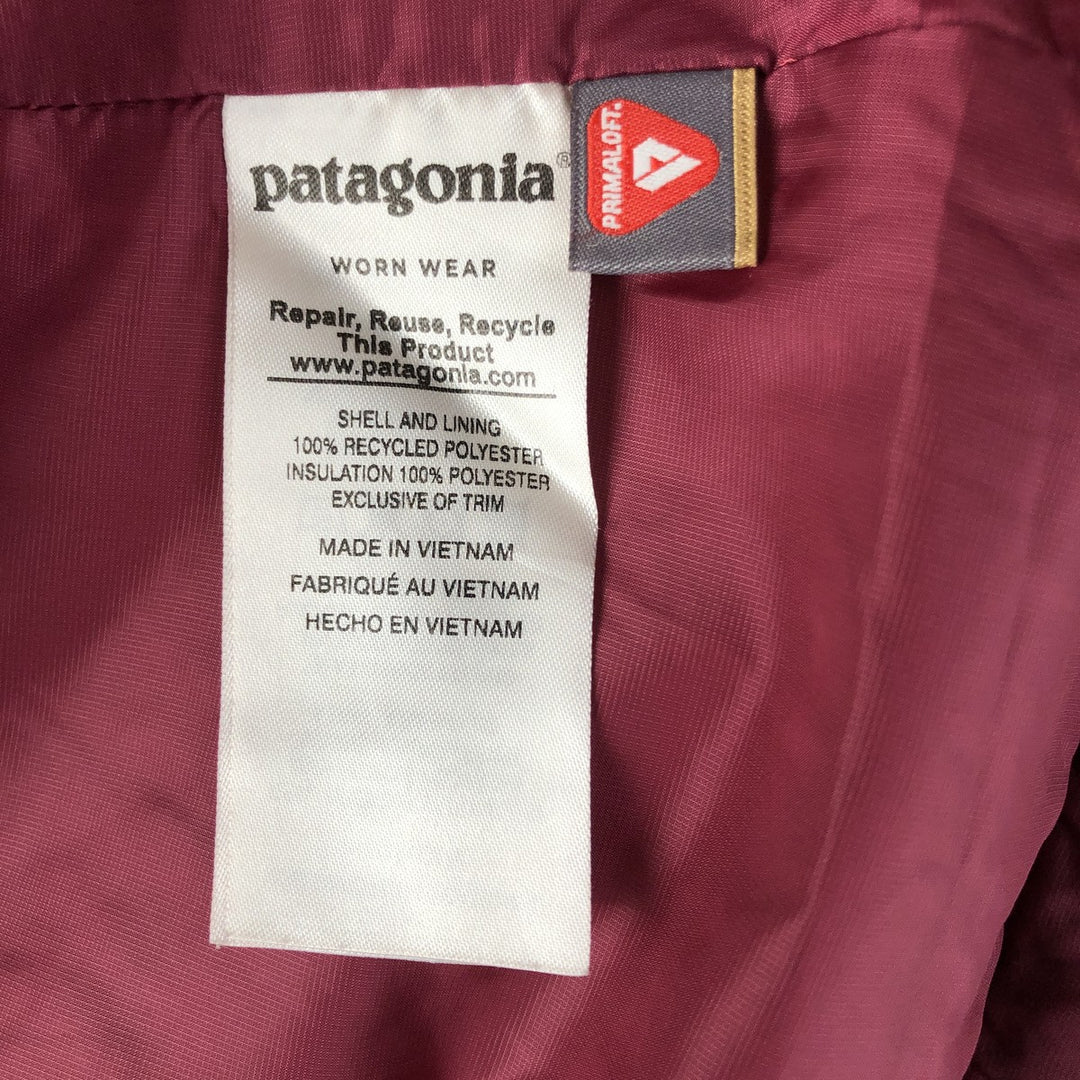 patagonia®
WORN WEAR
Repair, Reuse, Recycle
This Product
www.patagonia.com
SHELL AND LINING
100% RECYCLED POLYESTER
INSULATION 100% POLYESTER
EXCLUSIVE OF TRIM
MADE IN VIETNAM
FABRIQUÉ AU VIETNAM
HECHO EN VIETNAM
PRIMALOFT®